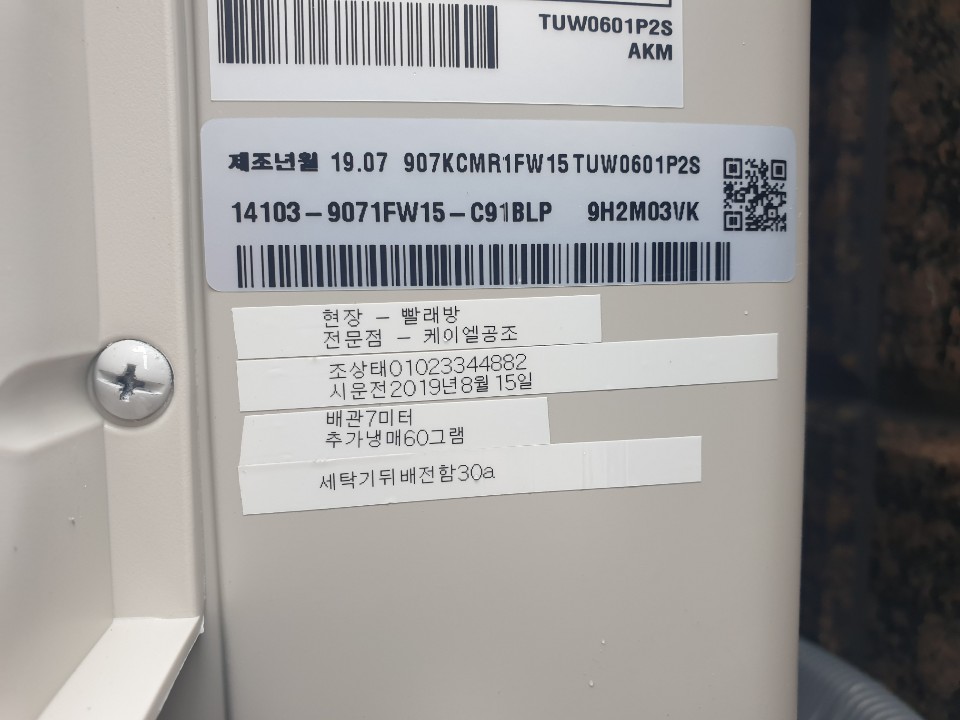 TUW0601P2S
AKM
제조년월 19.07 907KCMR1FW15TUW0601P2S
14103-9071FW15-C91BLP 9H2M03VK
현장 - 빨래방
전문점 - 케이엘공조
조상태01023344882
시운전2019년8월15일
배관7미터
추가냉매60그램
세탁기뒤배전함30a